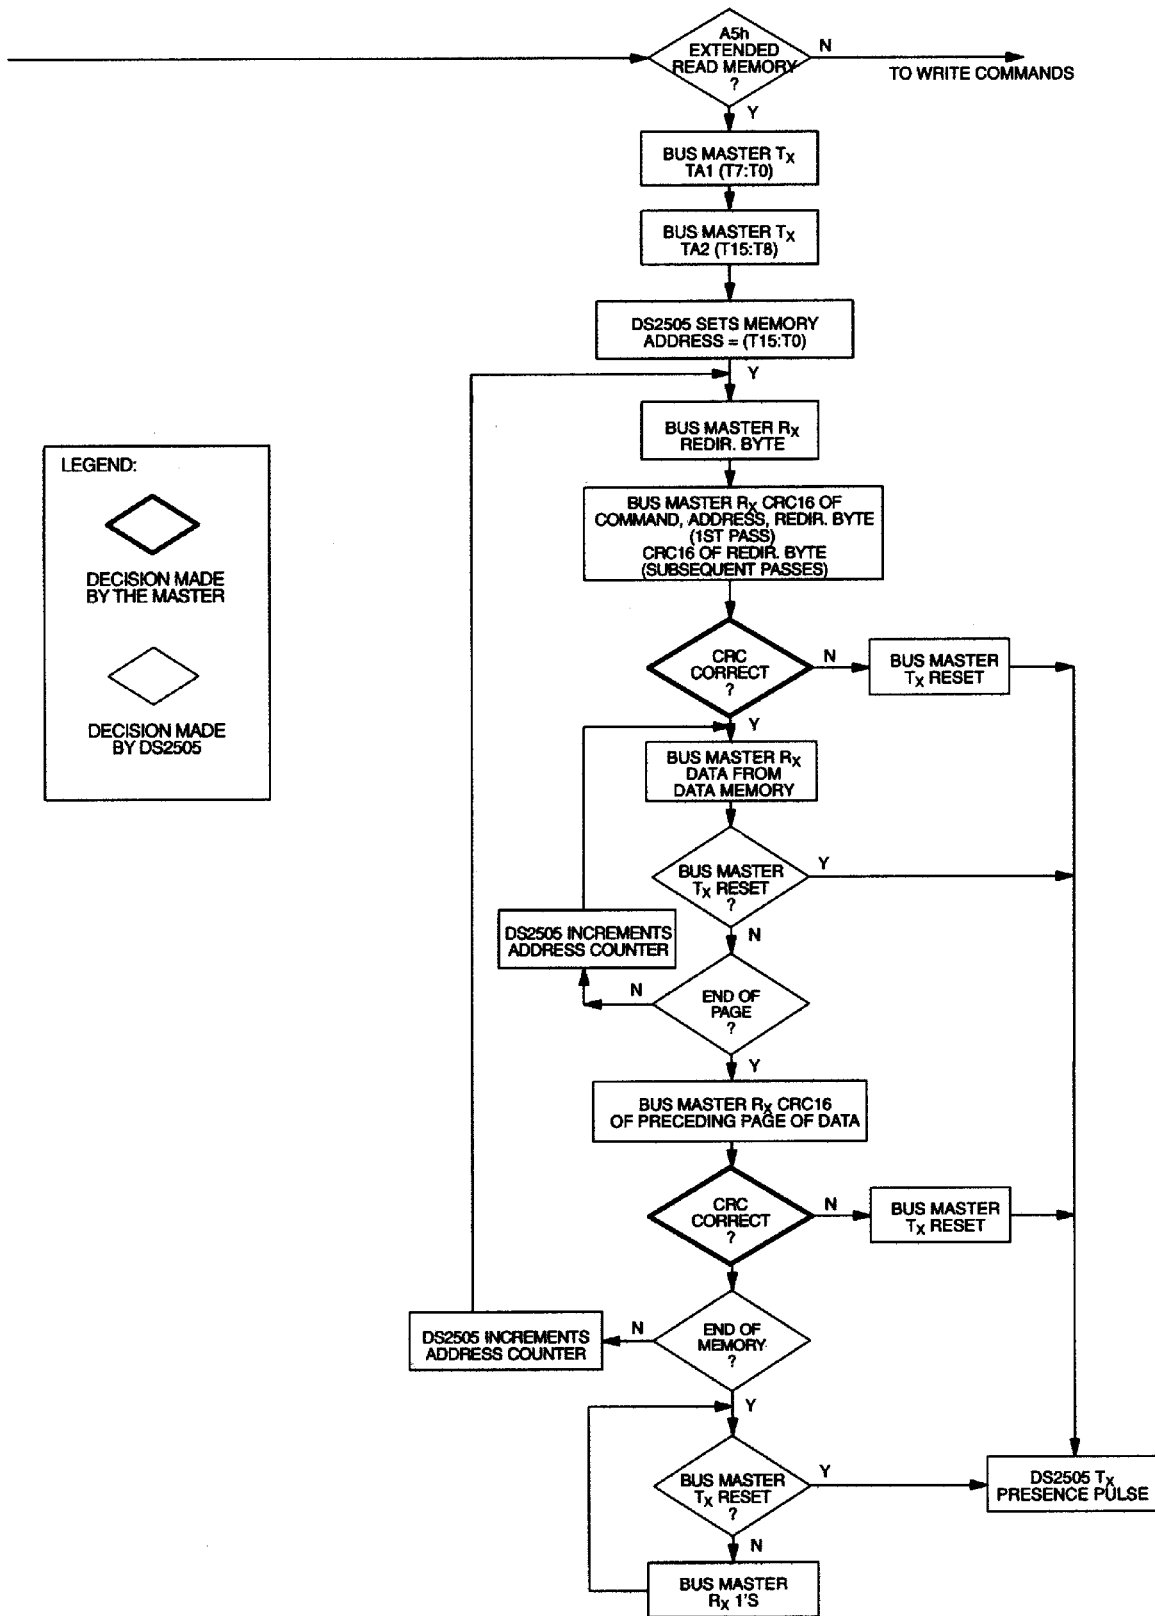 A5h
EXTENDED
READ MEMORY
?
N
TO WRITE COMMANDS
Y
BUS MASTER TX
TA1 (T7:T0)
BUS MASTER TX
TA2 (T15:T8)
DS2505 SETS MEMORY
ADDRESS = (T15:T0)
Y
BUS MASTER RX
REDIR. BYTE
LEGEND:
DECISION MADE
BY THE MASTER
DECISION MADE
BY DS2505
BUS MASTER RX CRC16 OF
COMMAND, ADDRESS, REDIR. BYTE
(1ST PASS)
CRC16 OF REDIR. BYTE
(SUBSEQUENT PASSES)
CRC
CORRECT
?
N
BUS MASTER
TX RESET
Y
BUS MASTER RX
DATA FROM
DATA MEMORY
BUS MASTER
TX RESET
?
Y
N
DS2505 INCREMENTS
ADDRESS COUNTER
END OF
PAGE
?
N
Y
BUS MASTER RX CRC16
OF PRECEDING PAGE OF DATA
CRC
CORRECT
?
N
BUS MASTER
TX RESET
END OF
MEMORY
?
N
DS2505 INCREMENTS
ADDRESS COUNTER
Y
BUS MASTER
TX RESET
?
Y
DS2505 TX
PRESENCE PULSE
N
BUS MASTER
RX 1'S